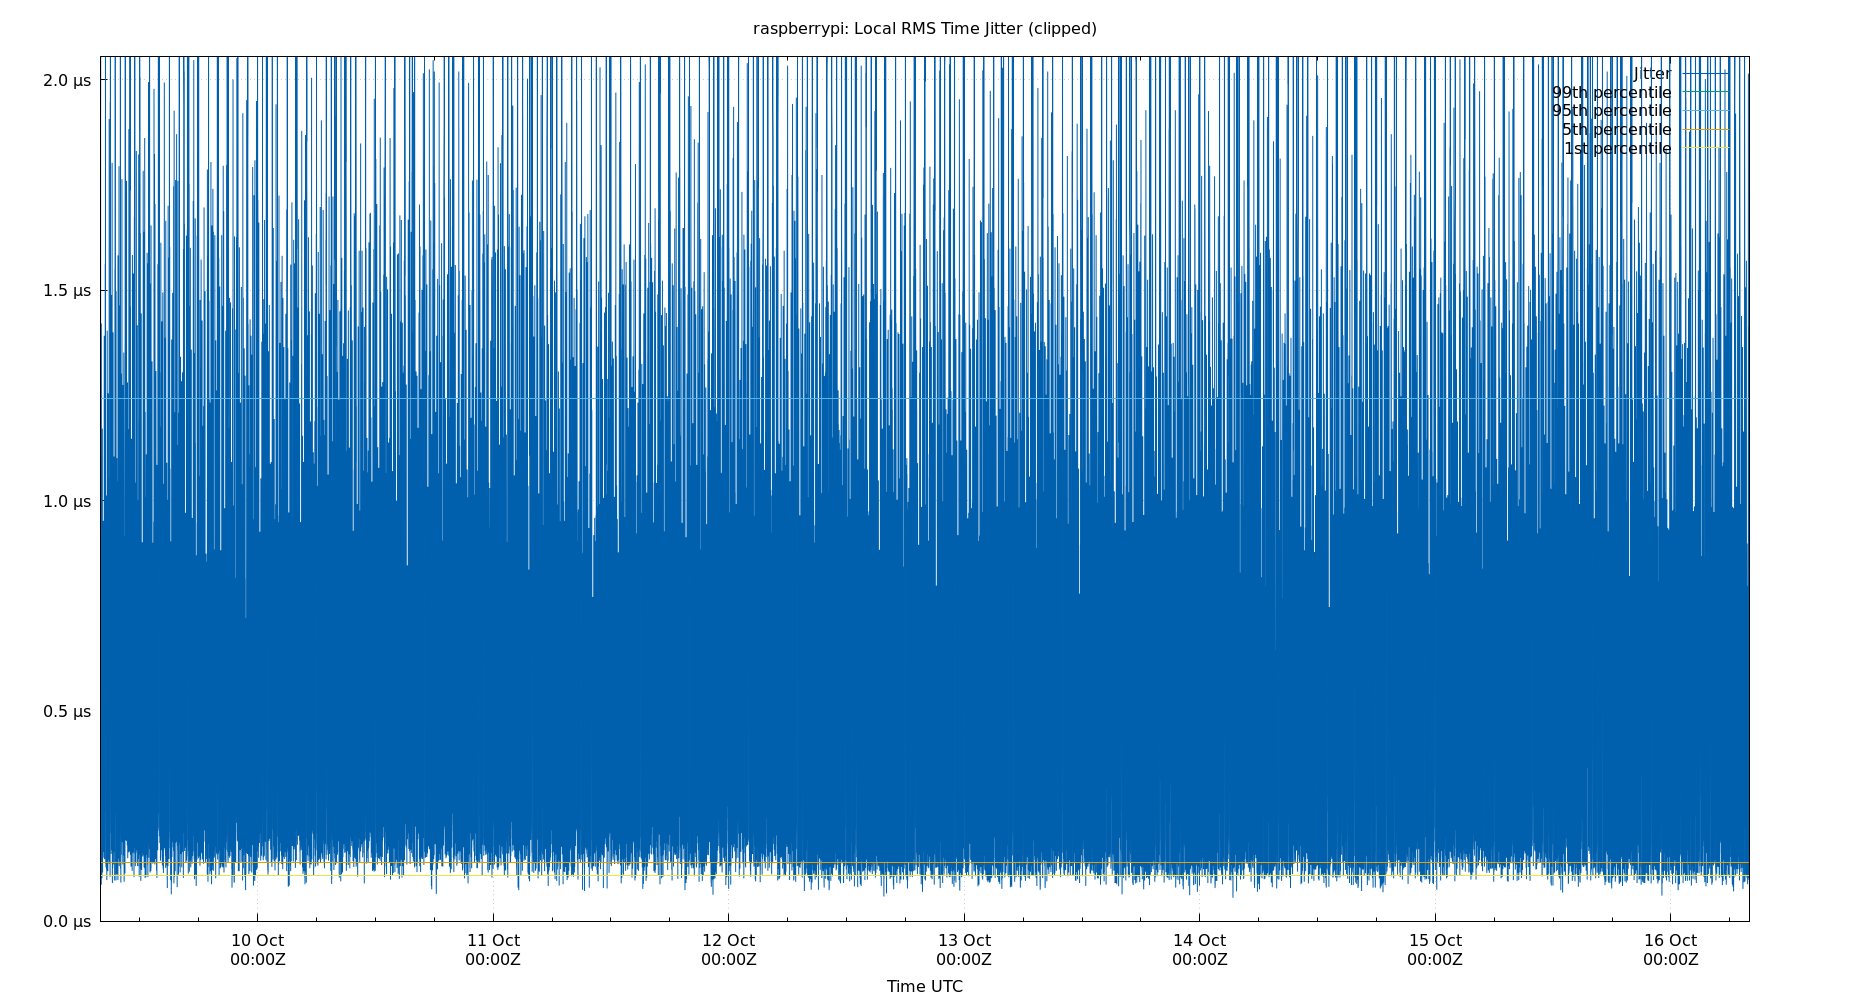 raspberrypi: Local RMS Time Jitter (clipped)
2.0 μs
1.5 μs
1.0 μs
0.5 μs
0.0 μs
Jitter
99th percentile
95th percentile
5th percentile
1st percentile
10 Oct 11 Oct 12 Oct 13 Oct 14 Oct 15 Oct 16 Oct
00:00Z 00:00Z 00:00Z 00:00Z 00:00Z 00:00Z 00:00Z
Time UTC